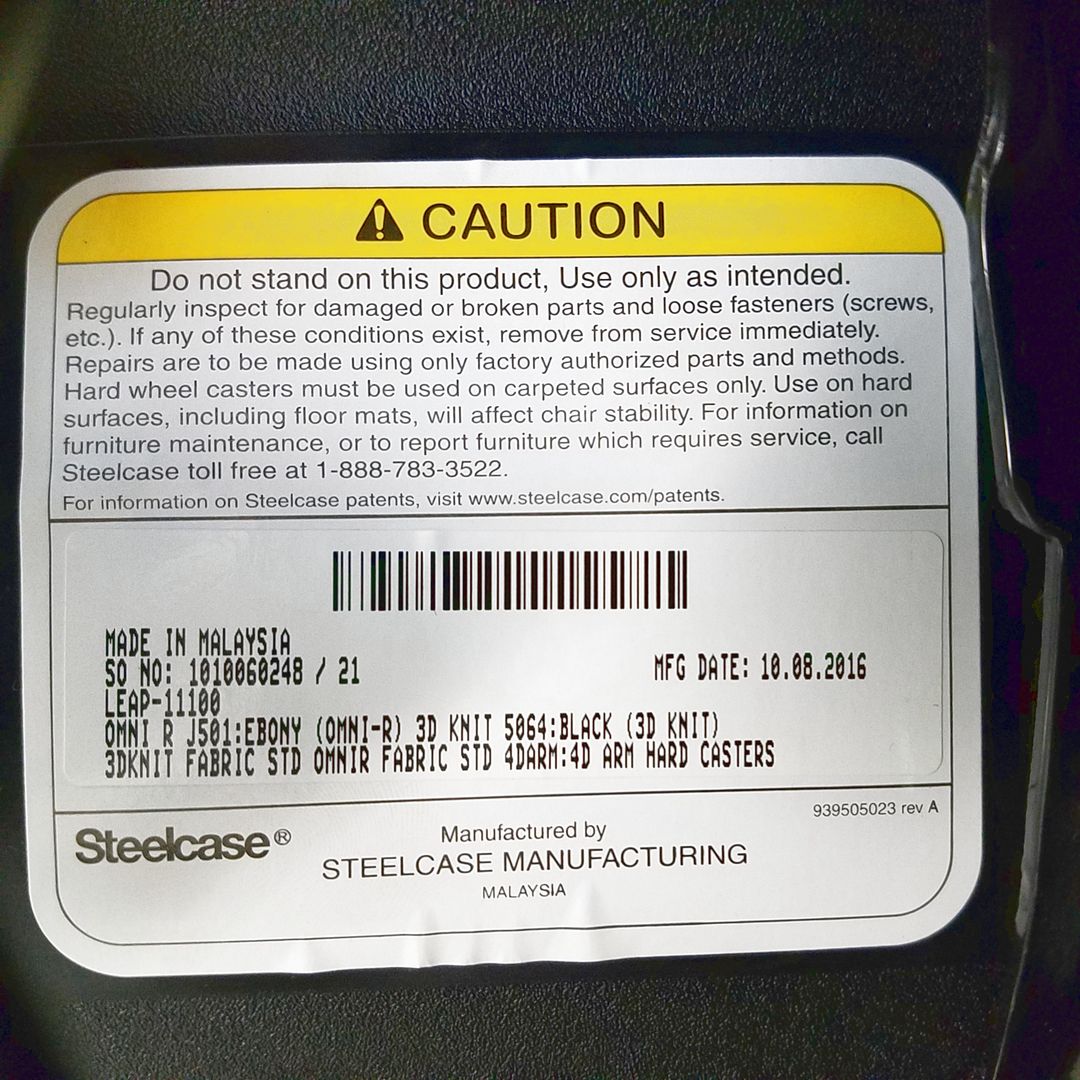 CAUTION
Do not stand on this product, Use only as intended.
Regularly inspect for damaged or broken parts and loose fasteners (screws,
etc.). If any of these conditions exist, remove from service immediately.
Repairs are to be made using only factory authorized parts and methods.
Hard wheel casters must be used on carpeted surfaces only. Use on hard
surfaces, including floor mats, will affect chair stability. For information on
furniture maintenance, or to report furniture which requires service, call
Steelcase toll free at 1-888-783-3522.
For information on Steelcase patents, visit www.steelcase.com/patents.
MADE IN MALAYSIA
SO NO: 1010060248 / 21 MFG DATE: 10.08.2016
LEAP-11100
OMNI R J501:EBONY (OMNI-R) 3D KNIT 5064:BLACK (3D KNIT)
3DKNIT FABRIC STD OMNIR FABRIC STD 4DARM:4D ARM HARD CASTERS
939505023 rev A
Steelcase®
Manufactured by
STEELCASE MANUFACTURING
MALAYSIA